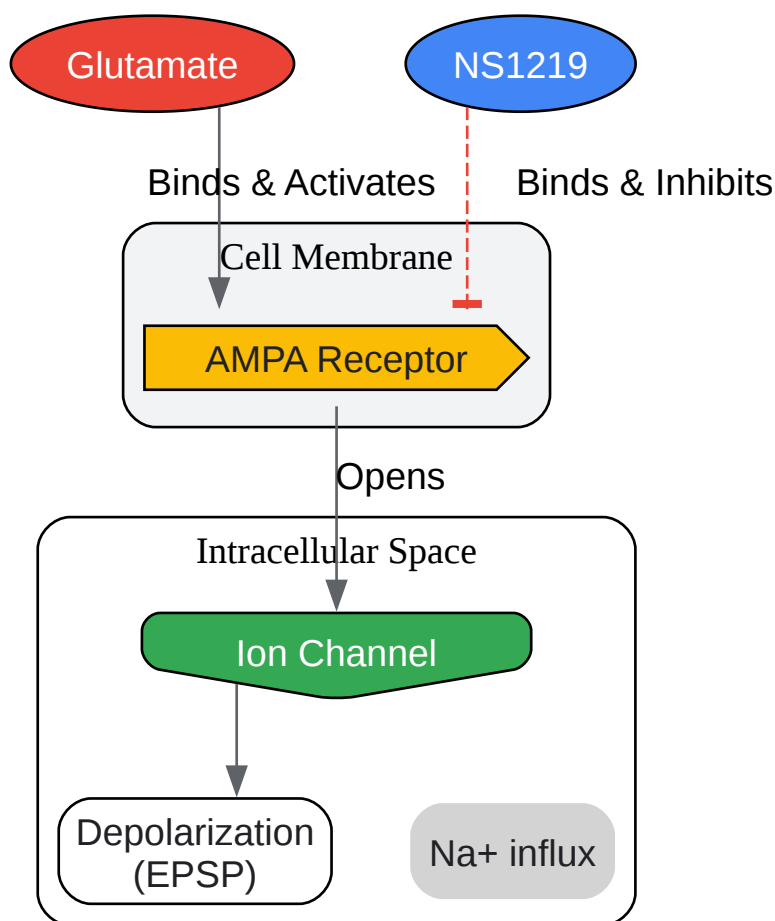 Glutamate
NS1219
Binds & Activates
Binds & Inhibits
Cell Membrane
AMPA Receptor
Opens
Intracellular Space
Ion Channel
Depolarization
(EPSP)
Na+ influx